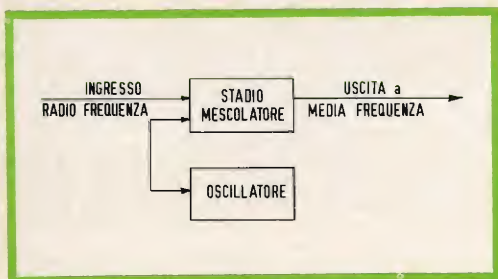 INGRESSO
RADIO FREQUENZA
STADIO
MESCOLATORE
USCITA a
MEDIA FREQUENZA
OSCILLATORE